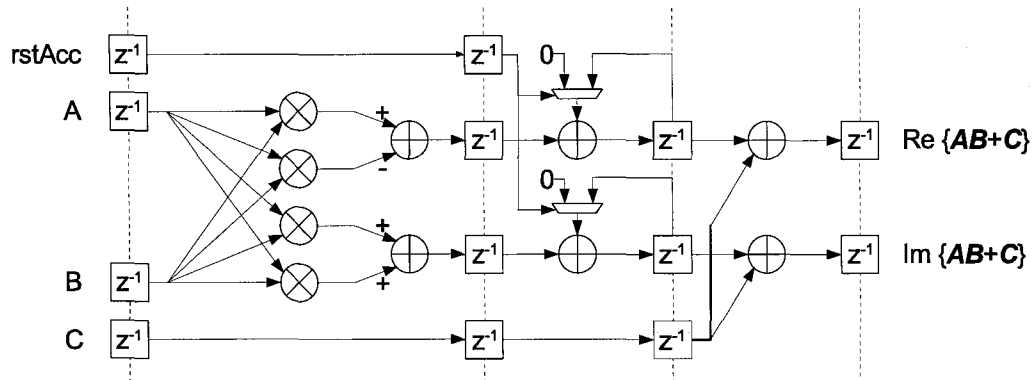 rstAcc z⁻¹ z⁻¹ 0
A z⁻¹ + z⁻¹ z⁻¹ z⁻¹ Re {AB+C}
-
0
+
z⁻¹ z⁻¹ z⁻¹ Im {AB+C}
B z⁻¹ +
C z⁻¹ z⁻¹ z⁻¹